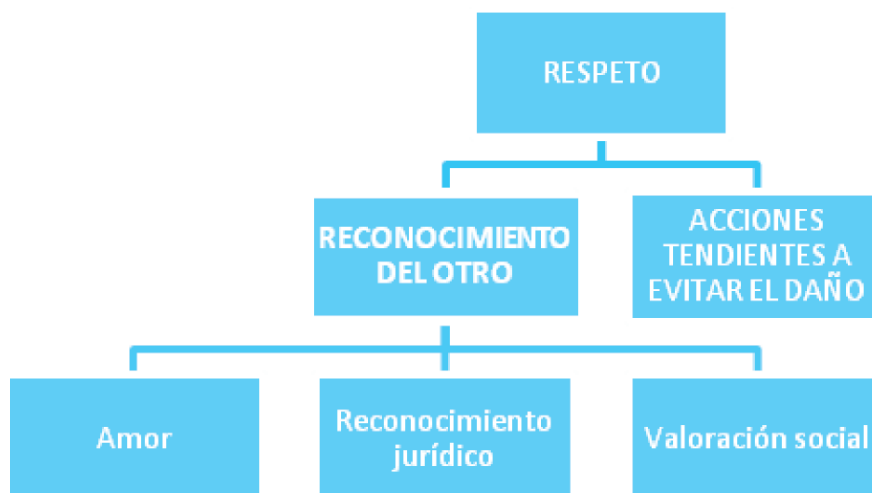 RESPETO
RECONOCIMIENTO
DEL OTRO
ACCIONES
TENDIENTES A
EVITAR EL DAÑO
Amor
Reconocimiento
jurídico
Valoración social